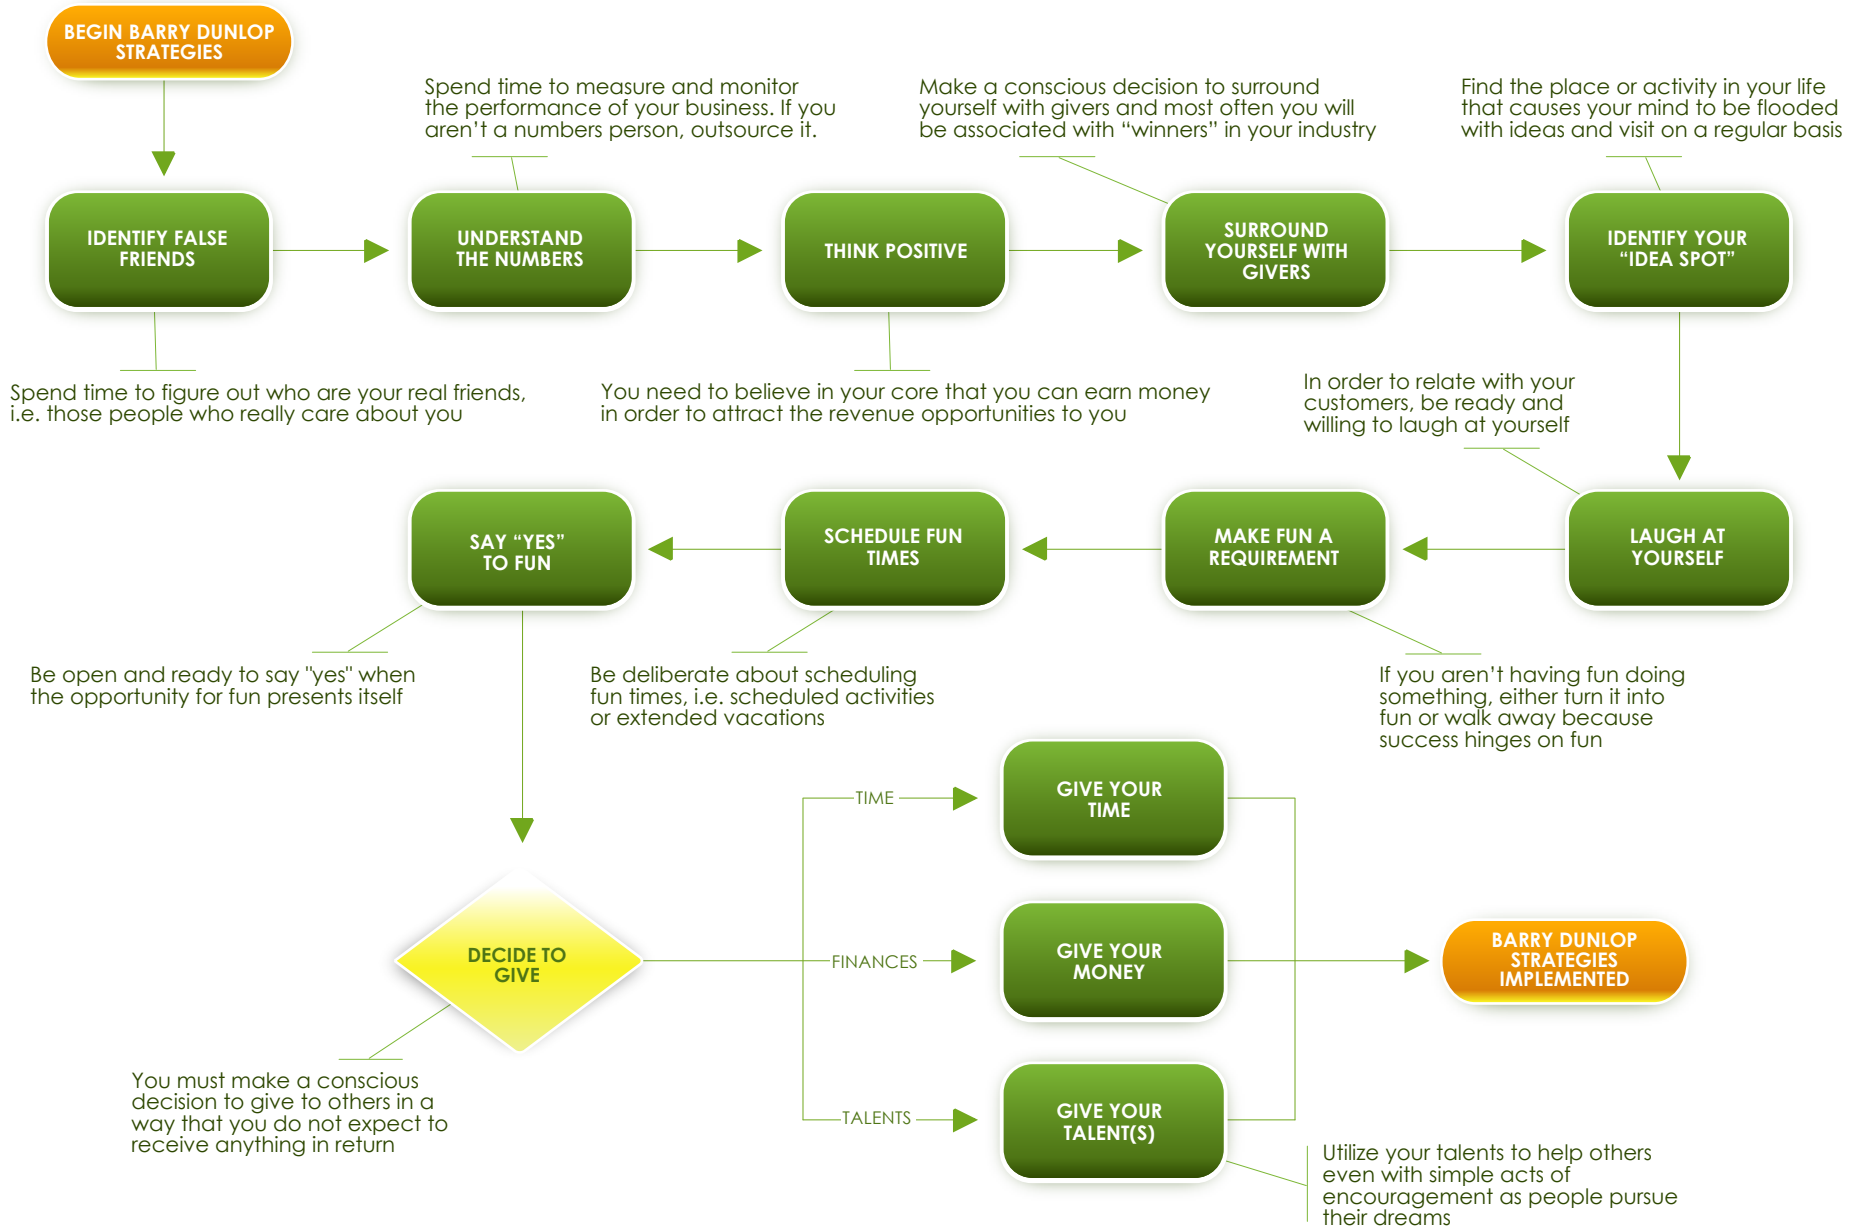 BEGIN BARRY DUNLOP
STRATEGIES
Spend time to measure and monitor
the performance of your business. If you
aren't a numbers person, outsource it.
Make a conscious decision to surround
yourself with givers and most often you will
be associated with “winners” in your industry
Find the place or activity in your life
that causes your mind to be flooded
with ideas and visit on a regular basis
IDENTIFY FALSE
FRIENDS
UNDERSTAND
THE NUMBERS
THINK POSITIVE
SURROUND
YOURSELF WITH
GIVERS
IDENTIFY YOUR
“IDEA SPOT”
Spend time to figure out who are your real friends,
i.e. those people who really care about you
You need to believe in your core that you can earn money
in order to attract the revenue opportunities to you
In order to relate with your
customers, be ready and
willing to laugh at yourself
SAY “YES”
TO FUN
SCHEDULE FUN
TIMES
MAKE FUN A
REQUIREMENT
LAUGH AT
YOURSELF
Be open and ready to say "yes" when
the opportunity for fun presents itself
Be deliberate about scheduling
fun times, i.e. scheduled activities
or extended vacations
If you aren’t having fun doing
something, either turn it into
fun or walk away because
success hinges on fun
TIME
GIVE YOUR
TIME
DECIDE TO
GIVE
FINANCES
GIVE YOUR
MONEY
BARRY DUNLOP
STRATEGIES
IMPLEMENTED
You must make a conscious
decision to give to others in a
way that you do not expect to
receive anything in return
TALENTS
GIVE YOUR
TALENT(S)
Utilize your talents to help others
even with simple acts of
encouragement as people pursue
their dreams